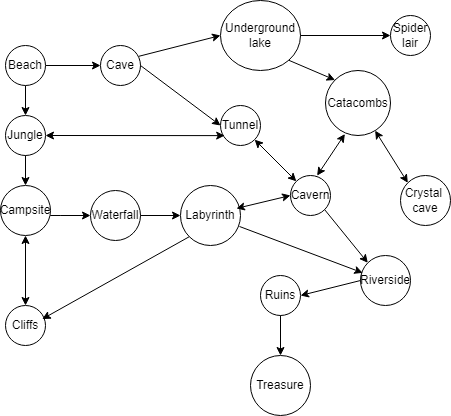 Underground
lake
Spider
lair
Beach
Cave
Catacombs
Jungle
Tunnel
Campsite
Waterfall
Labyrinth
Cavern
Crystal
cave
Riverside
Ruins
Cliffs
Treasure